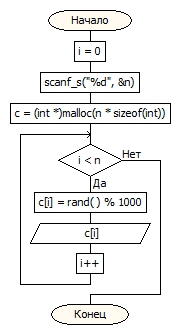 Начало
i = 0
scanf_s("%d", &n)
c = (int *)malloc(n * sizeof(int))
i < n
Нет
Да
c[i] = rand( ) % 1000
c[i]
i++
Конец